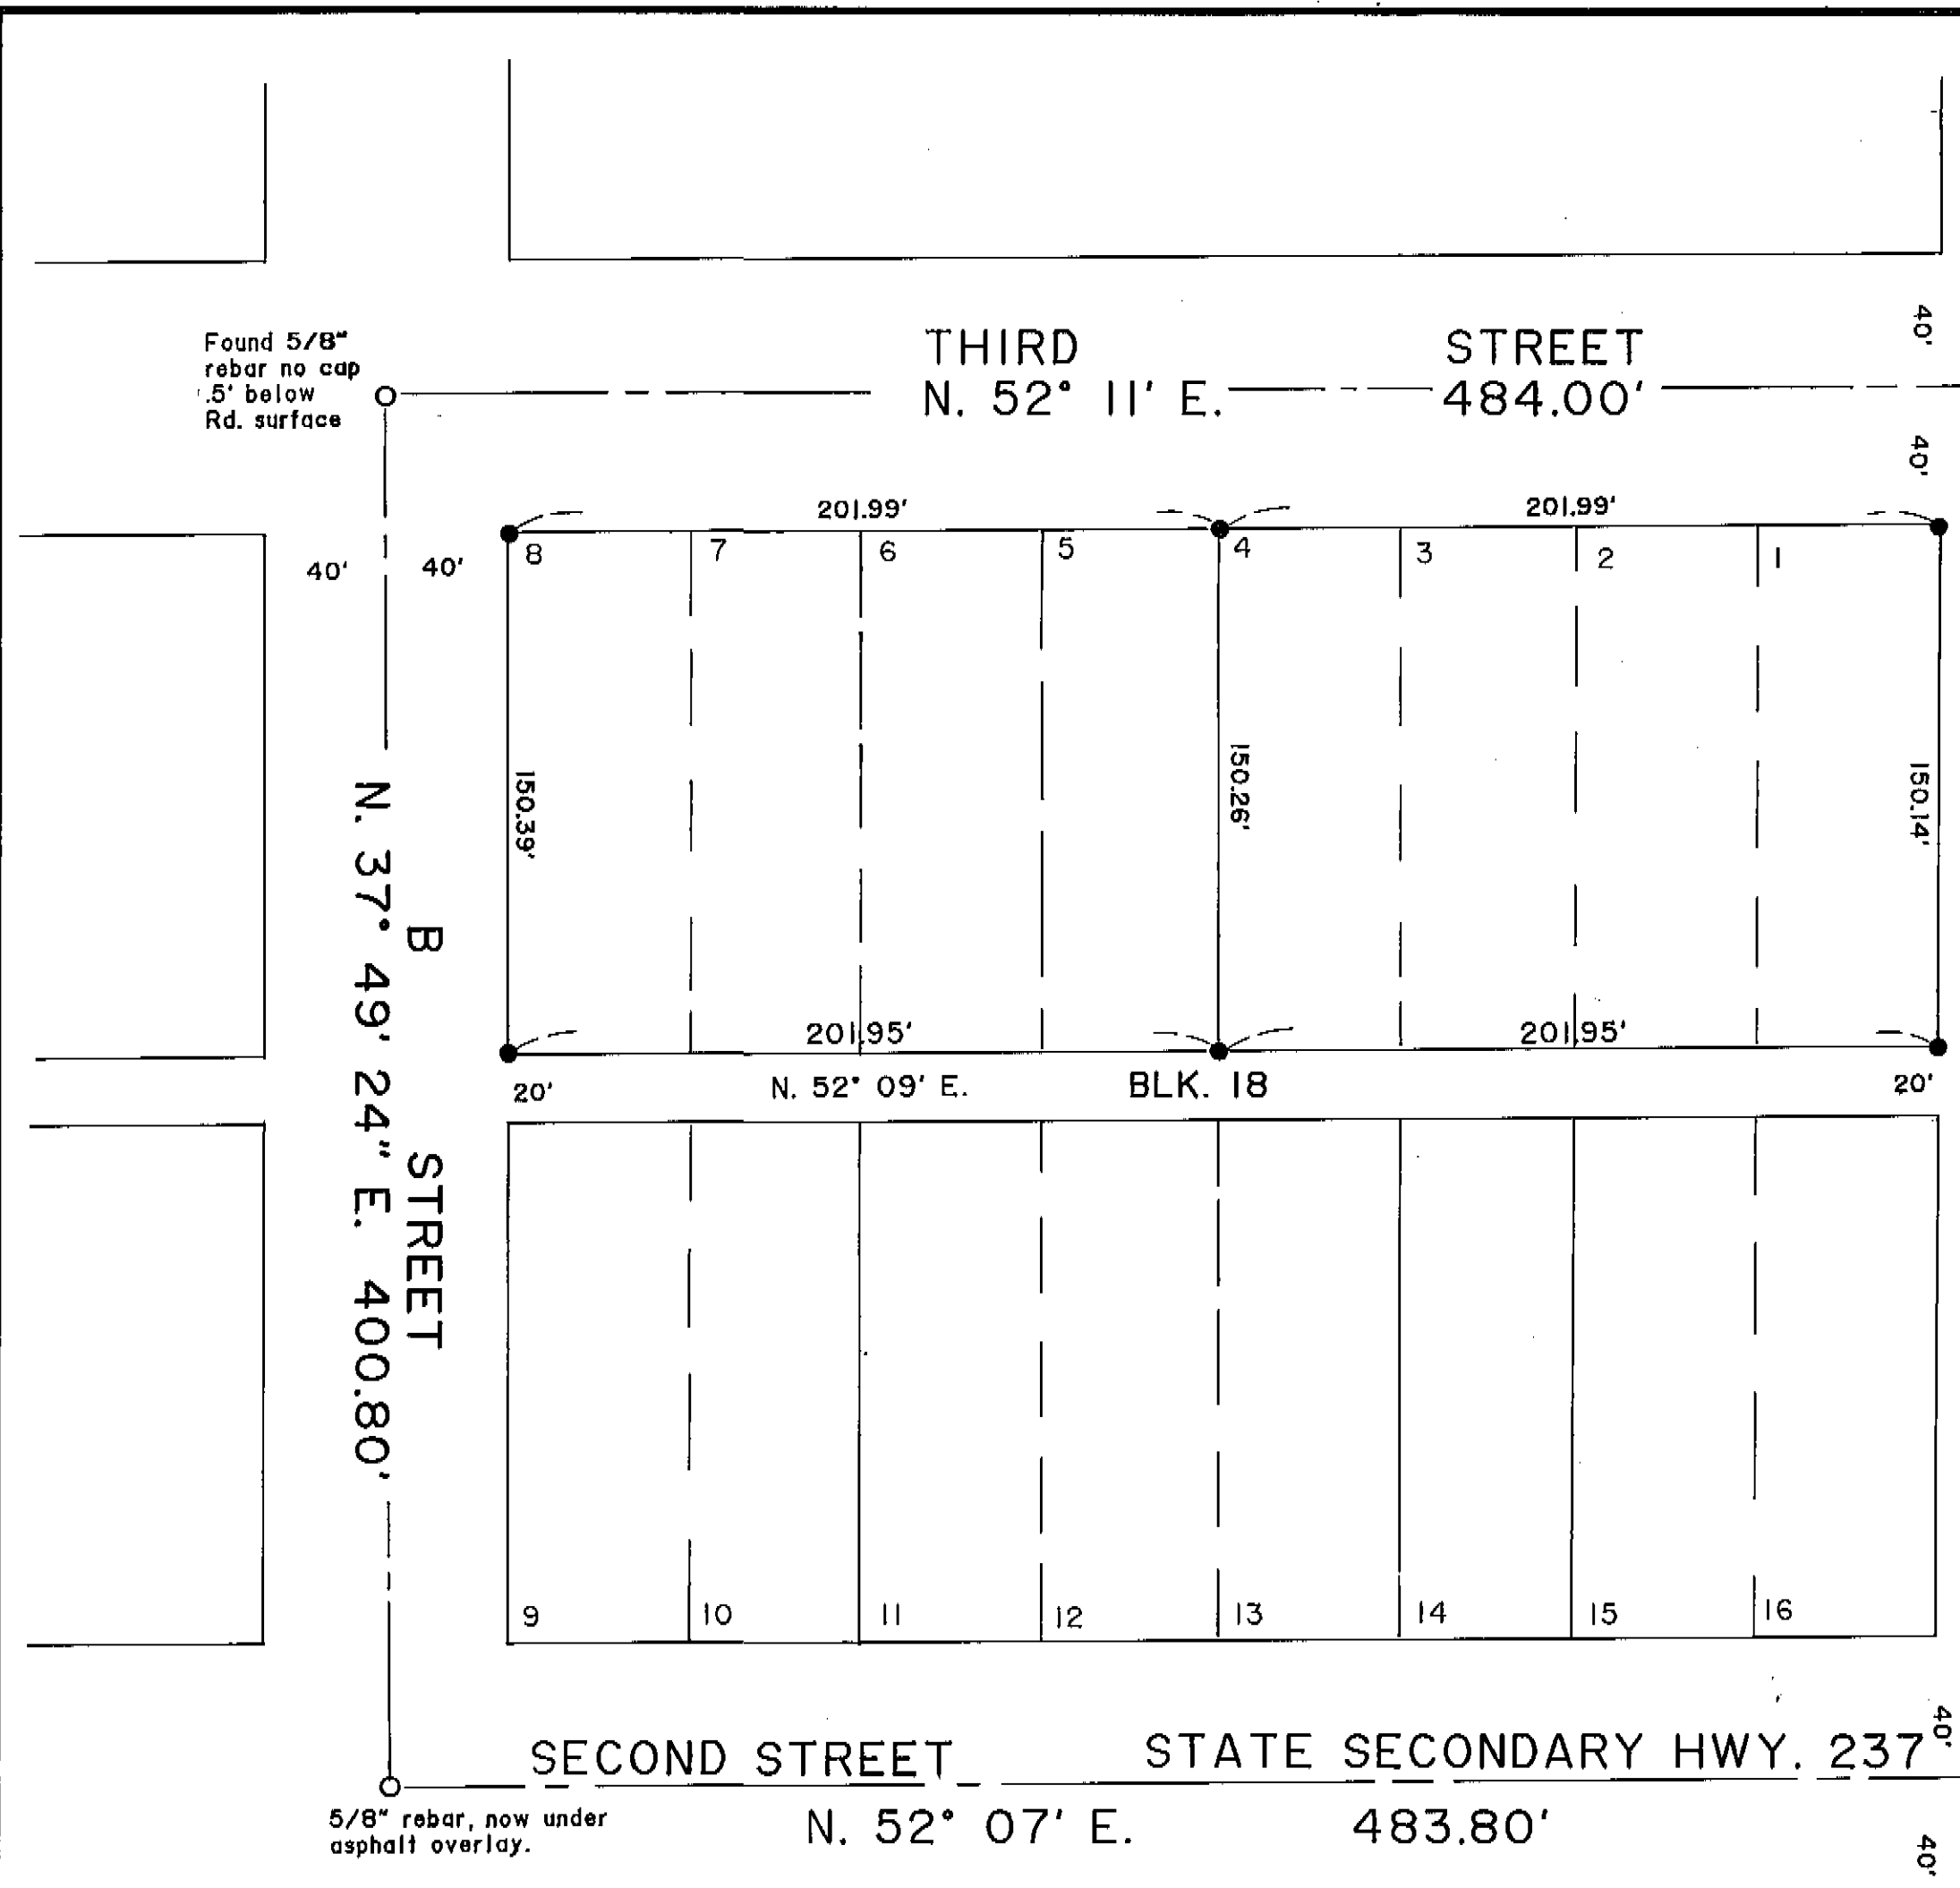 Found 5/8"
rebar no cap
.5' below
Rd. surface
THIRD STREET
N. 52° 11' E. 484.00'
40'
40'
201.99'
201.99'
8
7
6
5
4
3
2
1
40'
40'
150.39'
150.26'
150.14'
B STREET
N. 37° 49' 24" E. 400.80'
201.95'
201.95'
20'
N. 52° 09' E.
BLK. 18
20'
9
10
11
12
13
14
15
16
SECOND STREET
STATE SECONDARY HWY. 237
40'
5/8" rebar, now under
asphalt overlay.
N. 52° 07' E.
483.80'
40'